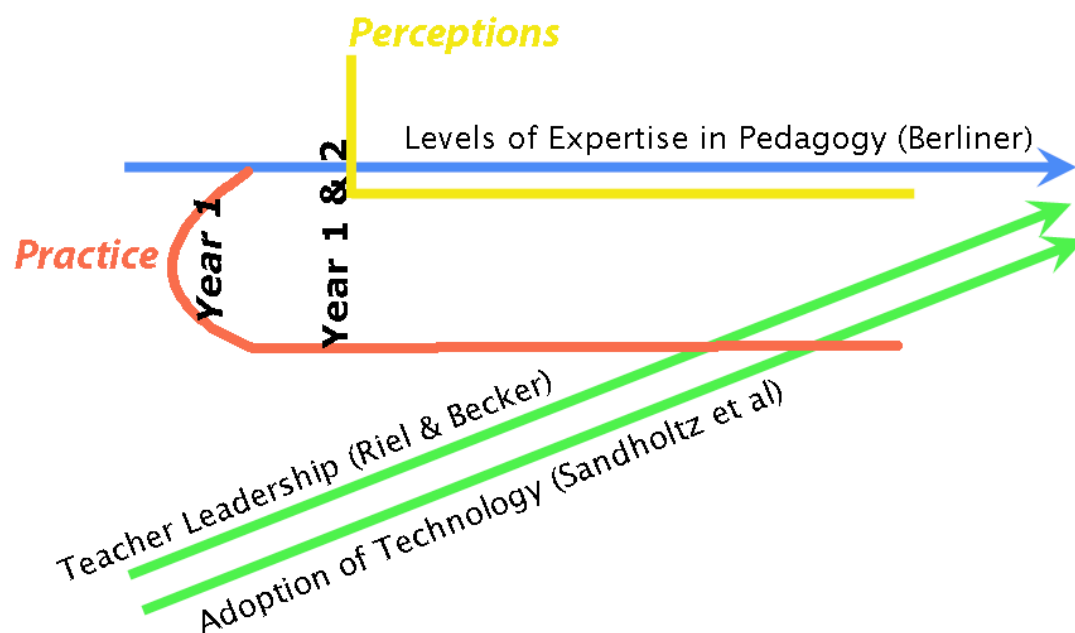 Perceptions
Levels of Expertise in Pedagogy (Berliner)
Year 1 & 2
Year 1
Practice
Teacher Leadership (Riel & Becker)
Adoption of Technology (Sandholtz et al)